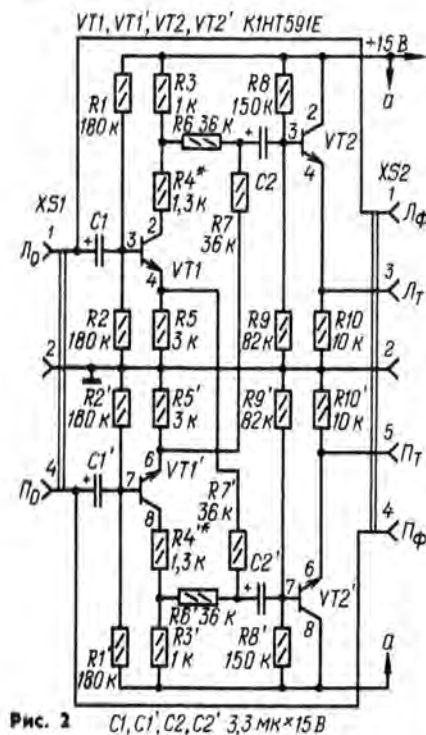 VT1, VT1', VT2, VT2' К1НТ591Е
+15 В
a
R1
180 к
R3
1 к
R8
150 к
R6 36 к
3
2
4
VT2
C2
R4*
1,3 к
R7
36 к
XS1
1
Л₀
+
C1
3
2
4
VT1
XS2
1
Лф
3
Лт
R2
180 к
R5
3 к
R9
82 к
R10
10 к
2
2
R2'
180 к
R5'
3 к
R9'
82 к
R10'
10 к
5
Пт
4
П₀
+
C1'
7
6
8
VT1'
R7'
36 к
4
Пф
R4'*
1,3 к
C2'
+
7
6
8
VT2'
R6' 36 к
R1'
180 к
R3'
1 к
R8'
150 к
a
Рис. 2
C1, C1', C2, C2' 3,3 мк × 15 В